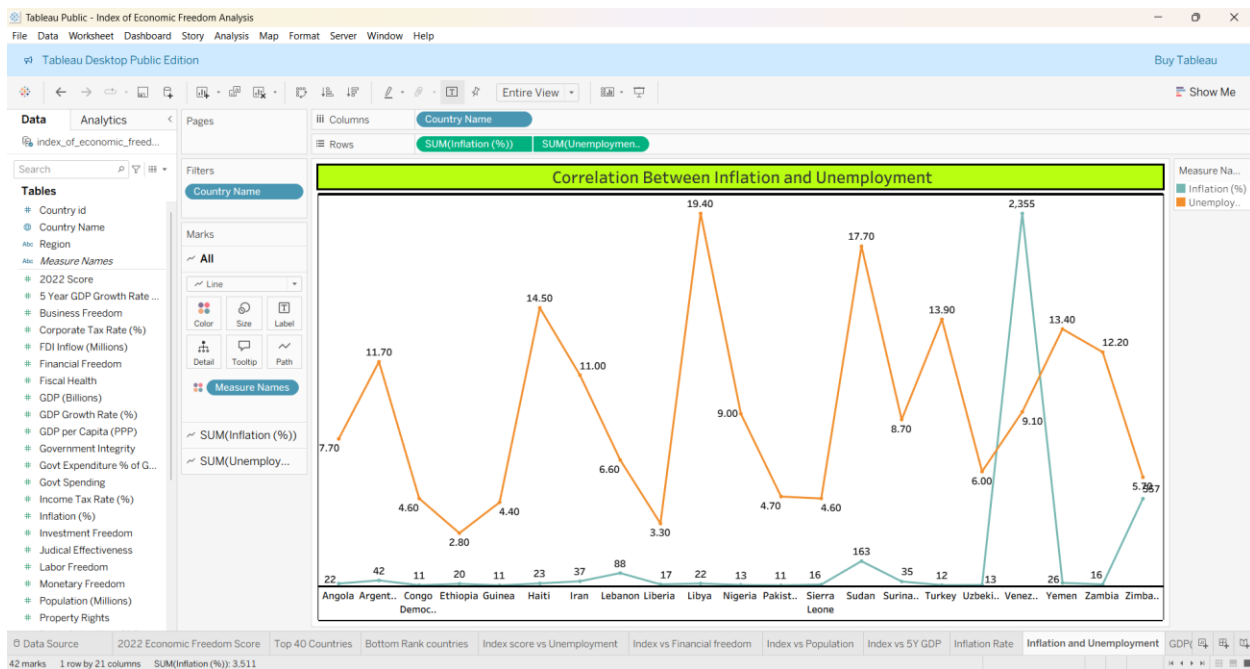 Tableau Public - Index of Economic Freedom Analysis
File Data Worksheet Dashboard Story Analysis Map Format Server Window Help
Tableau Desktop Public Edition
Buy Tableau
Entire View
Show Me
Data
Analytics
index_of_economic_freed...
Search
Tables
# Country id
Country Name
Abc Region
Abc Measure Names
# 2022 Score
# 5 Year GDP Growth Rate ...
# Business Freedom
# Corporate Tax Rate (%)
# FDI Inflow (Millions)
# Financial Freedom
# Fiscal Health
# GDP (Billions)
# GDP Growth Rate (%)
# GDP per Capita (PPP)
# Government Integrity
# Govt Expenditure % of G...
# Govt Spending
# Income Tax Rate (%)
# Inflation (%)
# Investment Freedom
# Judical Effectiveness
# Labor Freedom
# Monetary Freedom
# Population (Millions)
# Property Rights
Pages
Filters
Country Name
Marks
All
Line
Color
Size
Label
Detail
Tooltip
Path
Measure Names
SUM(Inflation (%))
SUM(Unemploy...
Columns
Country Name
Rows
SUM(Inflation (%))
SUM(Unemploymen..
Correlation Between Inflation and Unemployment
19.40
2,355
17.70
14.50
13.90
13.40
12.20
11.70
11.00
9.00
9.10
8.70
7.70
6.60
6.00
5.70
557
4.60
4.40
4.70
4.60
3.30
2.80
22
42
11
20
11
23
37
88
17
22
13
11
16
163
35
12
13
26
16
Angola
Argent..
Congo
Democ..
Ethiopia
Guinea
Haiti
Iran
Lebanon
Liberia
Libya
Nigeria
Pakist..
Sierra
Leone
Sudan
Surina..
Turkey
Uzbeki..
Venez..
Yemen
Zambia
Zimba..
Measure Na...
Inflation (%)
Unemploy..
Data Source
2022 Economic Freedom Score
Top 40 Countries
Bottom Rank countries
Index score vs Unemployment
Index vs Financial freedom
Index vs Population
Index vs 5Y GDP
Inflation Rate
Inflation and Unemployment
GDP(
42 marks
1 row by 21 columns
SUM(Inflation (%)): 3,511